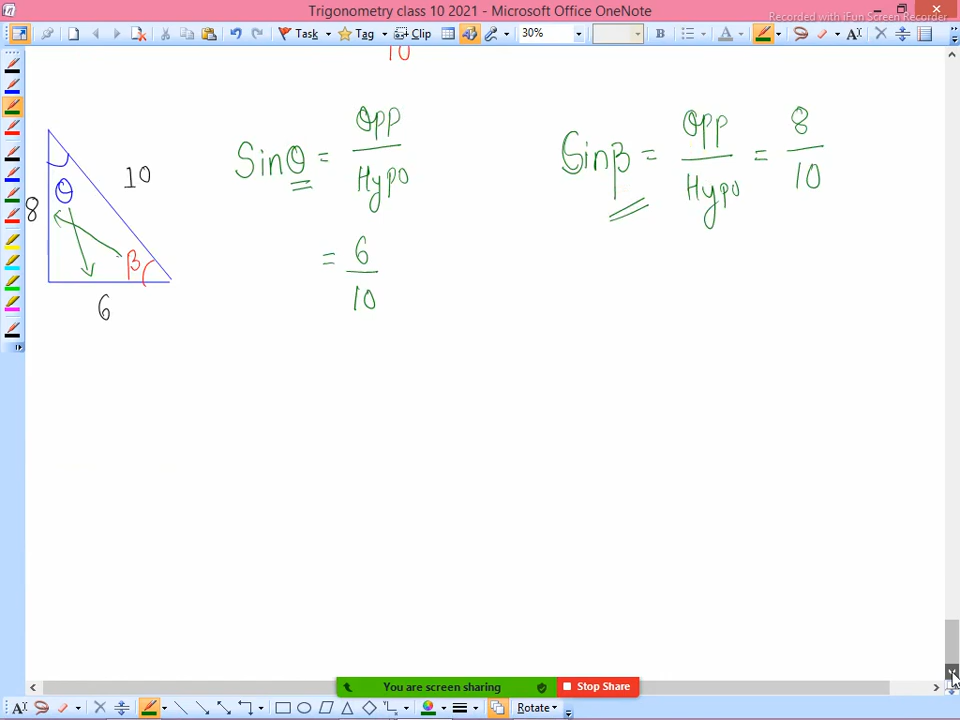 Trigonometry class 10 2021 - Microsoft Office OneNote
Recorded with iFun Screen Recorder
Task Tag Clip 30% B A
10
Sinθ = Opp / Hypo
= 6 / 10
Sinβ = Opp / Hypo = 8 / 10
θ
10
8
β
6
You are screen sharing Stop Share
Rotate